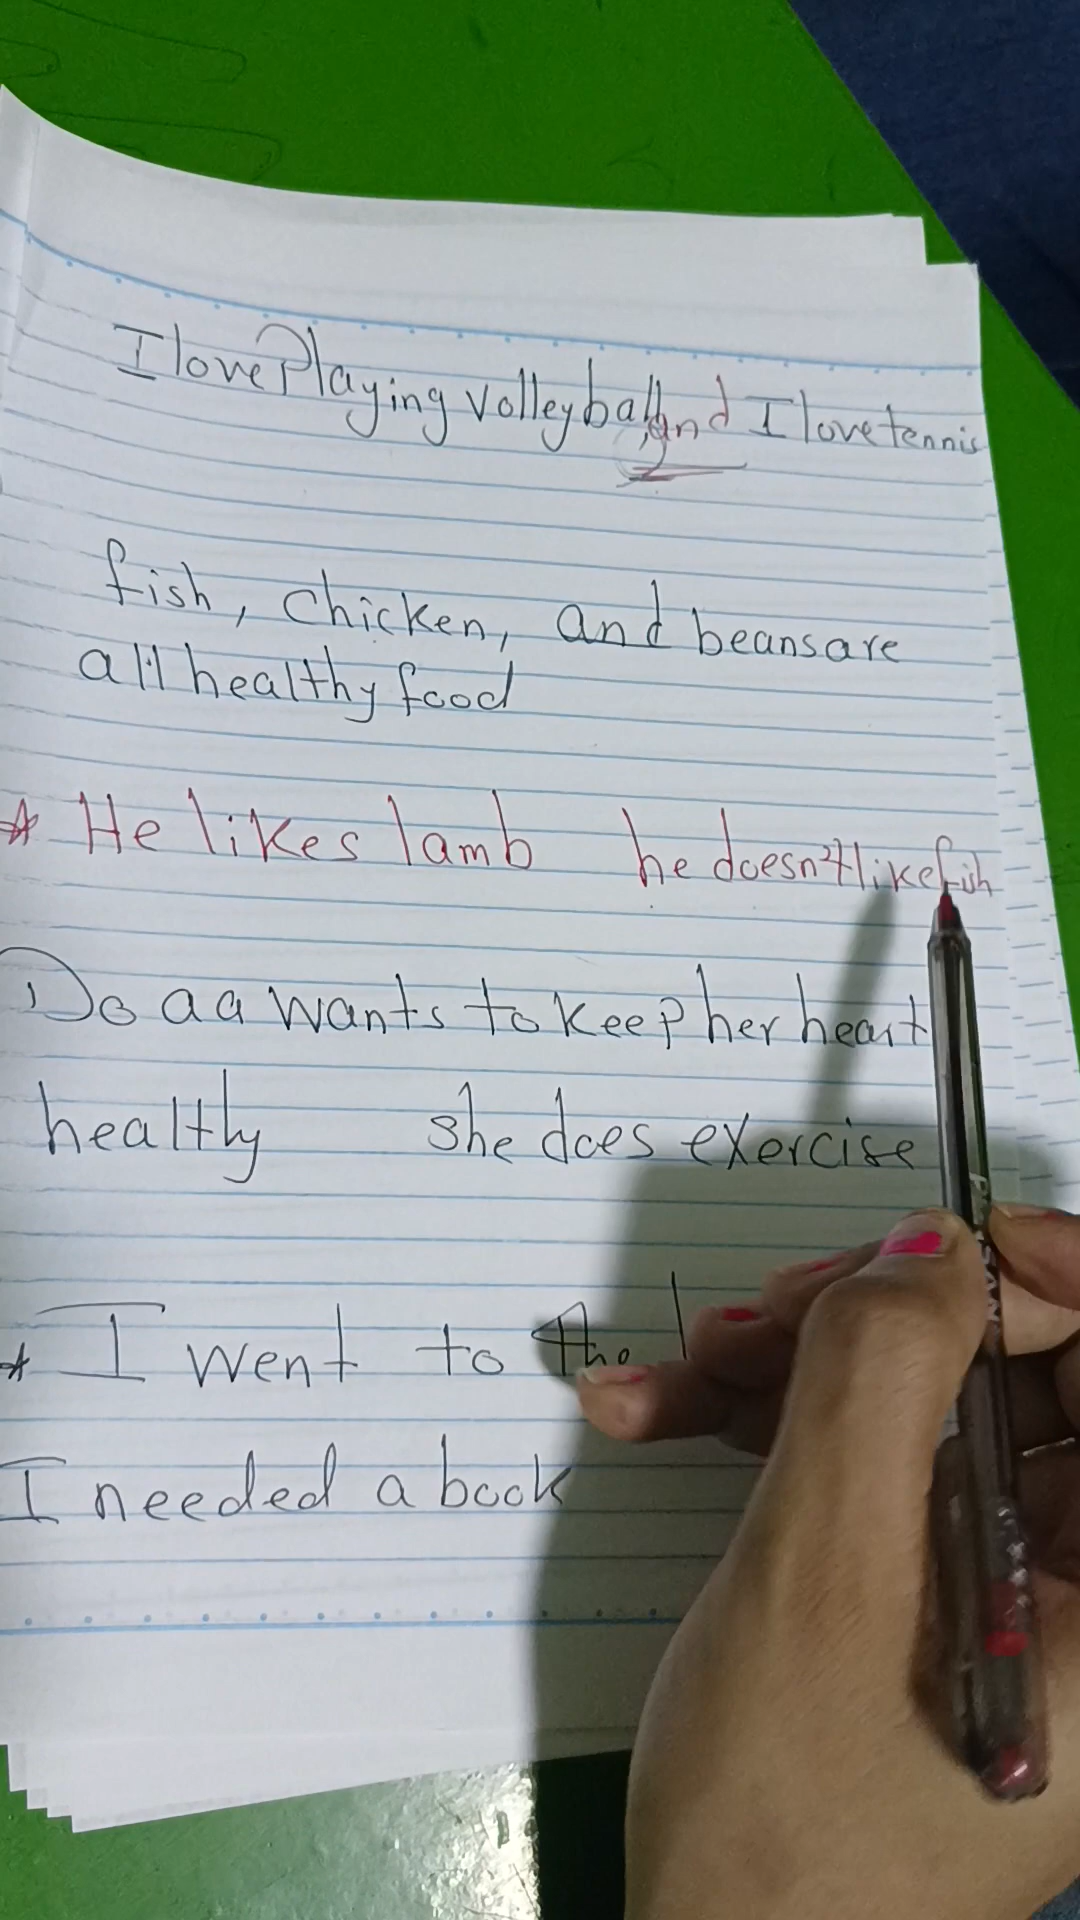 I love Playing volleyball, and I love tennis
fish, chicken, and beans are
all healthy food
He likes lamb he doesn't like fish
Doaa wants to keep her heart
healthy she does exercise
I went to the
I needed a book